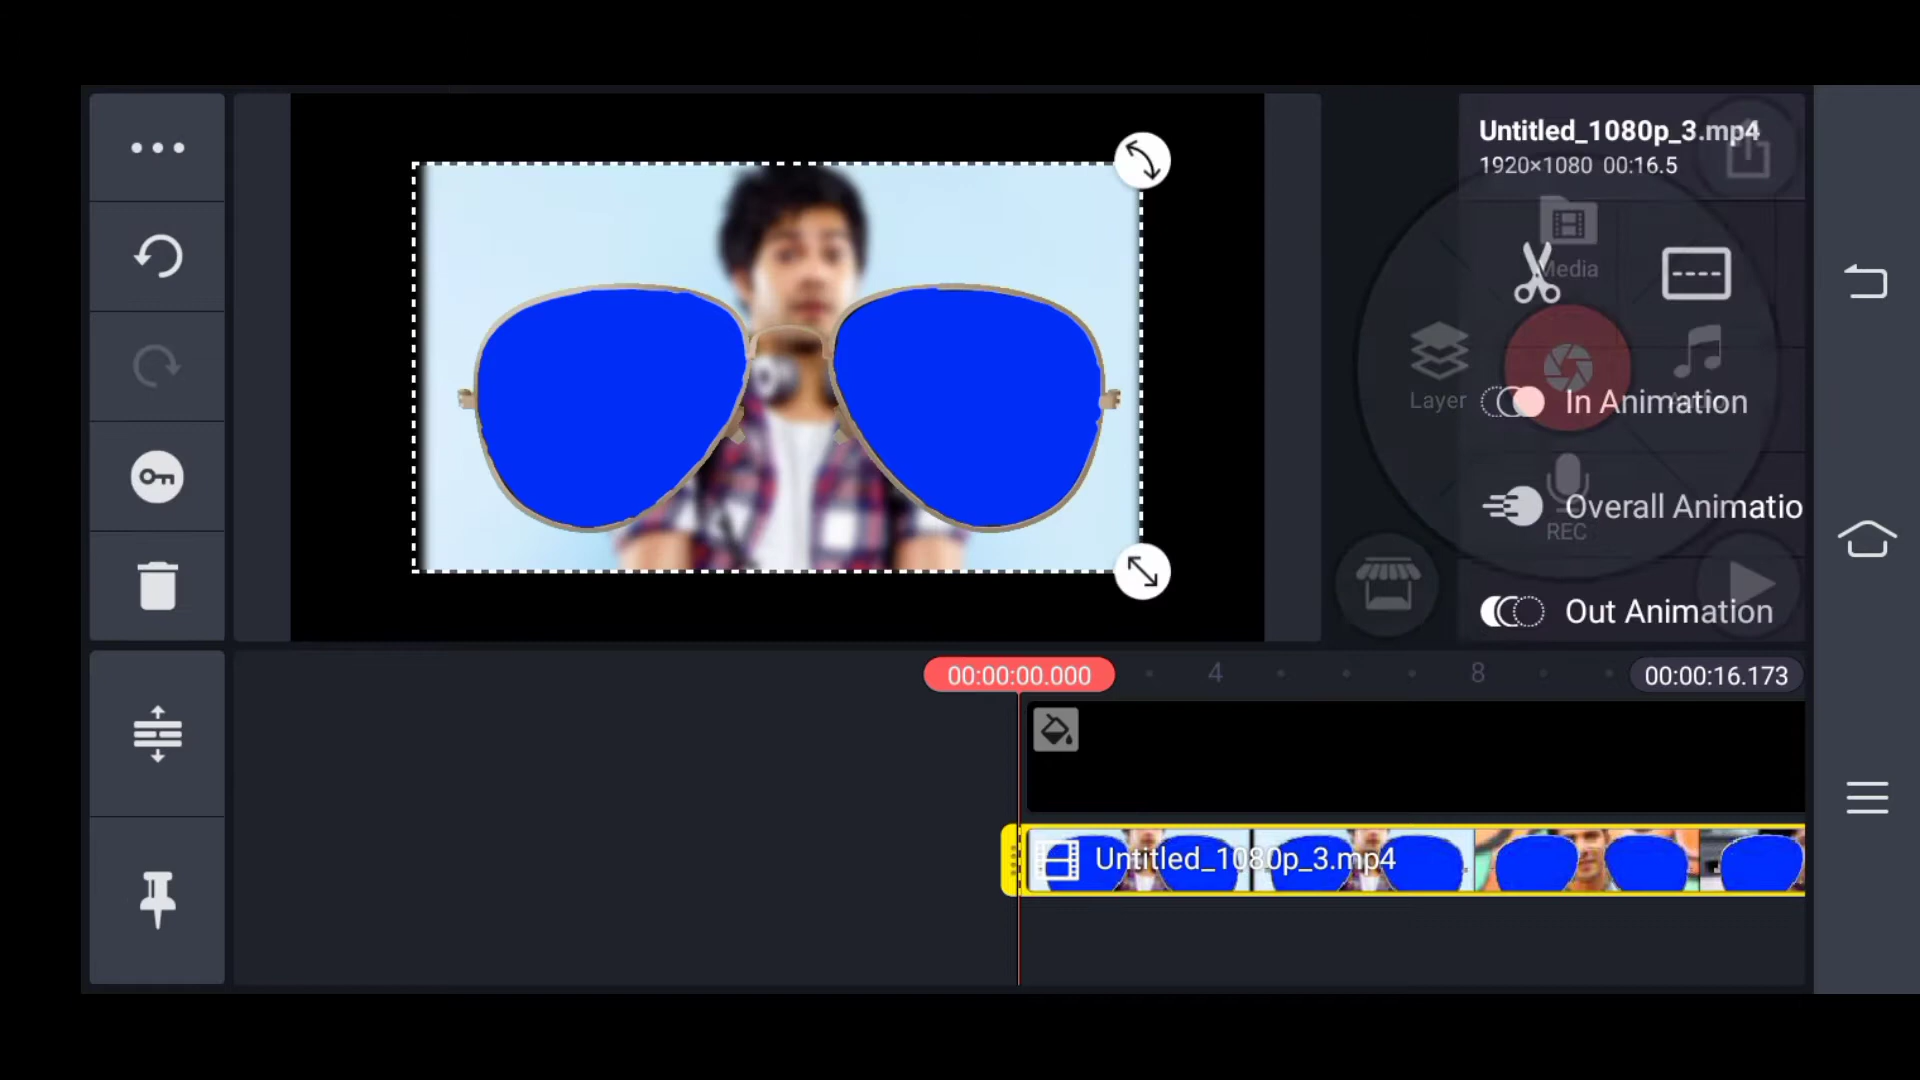 Untitled_1080p_3.mp4
1920×1080 00:16.5
Media
Layer
In Animation
Overall Animatio
REC
Out Animation
00:00:00.000
4
8
00:00:16.173
Untitled_1080p_3.mp4